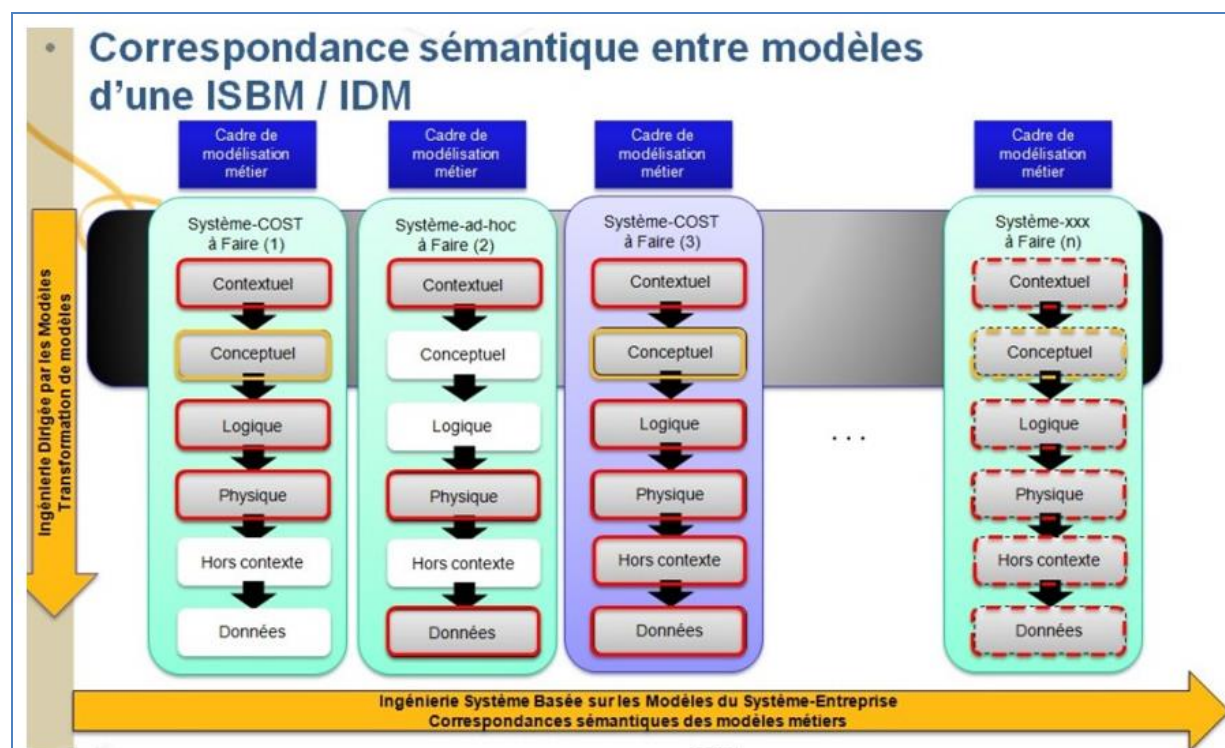 • Correspondance sémantique entre modèles
d'une ISBM / IDM
Cadre de
modélisation
métier
Cadre de
modélisation
métier
Cadre de
modélisation
métier
Cadre de
modélisation
métier
Ingénierie Dirigée par les Modèles
Transformation de modèles
Système-COST
à Faire (1)
Contextuel
Conceptuel
Logique
Physique
Hors contexte
Données
Système-ad-hoc
à Faire (2)
Contextuel
Conceptuel
Logique
Physique
Hors contexte
Données
Système-COST
à Faire (3)
Contextuel
Conceptuel
Logique
Physique
Hors contexte
Données
...
Système-xxx
à Faire (n)
Contextuel
Conceptuel
Logique
Physique
Hors contexte
Données
Ingénierie Système Basée sur les Modèles du Système-Entreprise
Correspondances sémantiques des modèles métiers